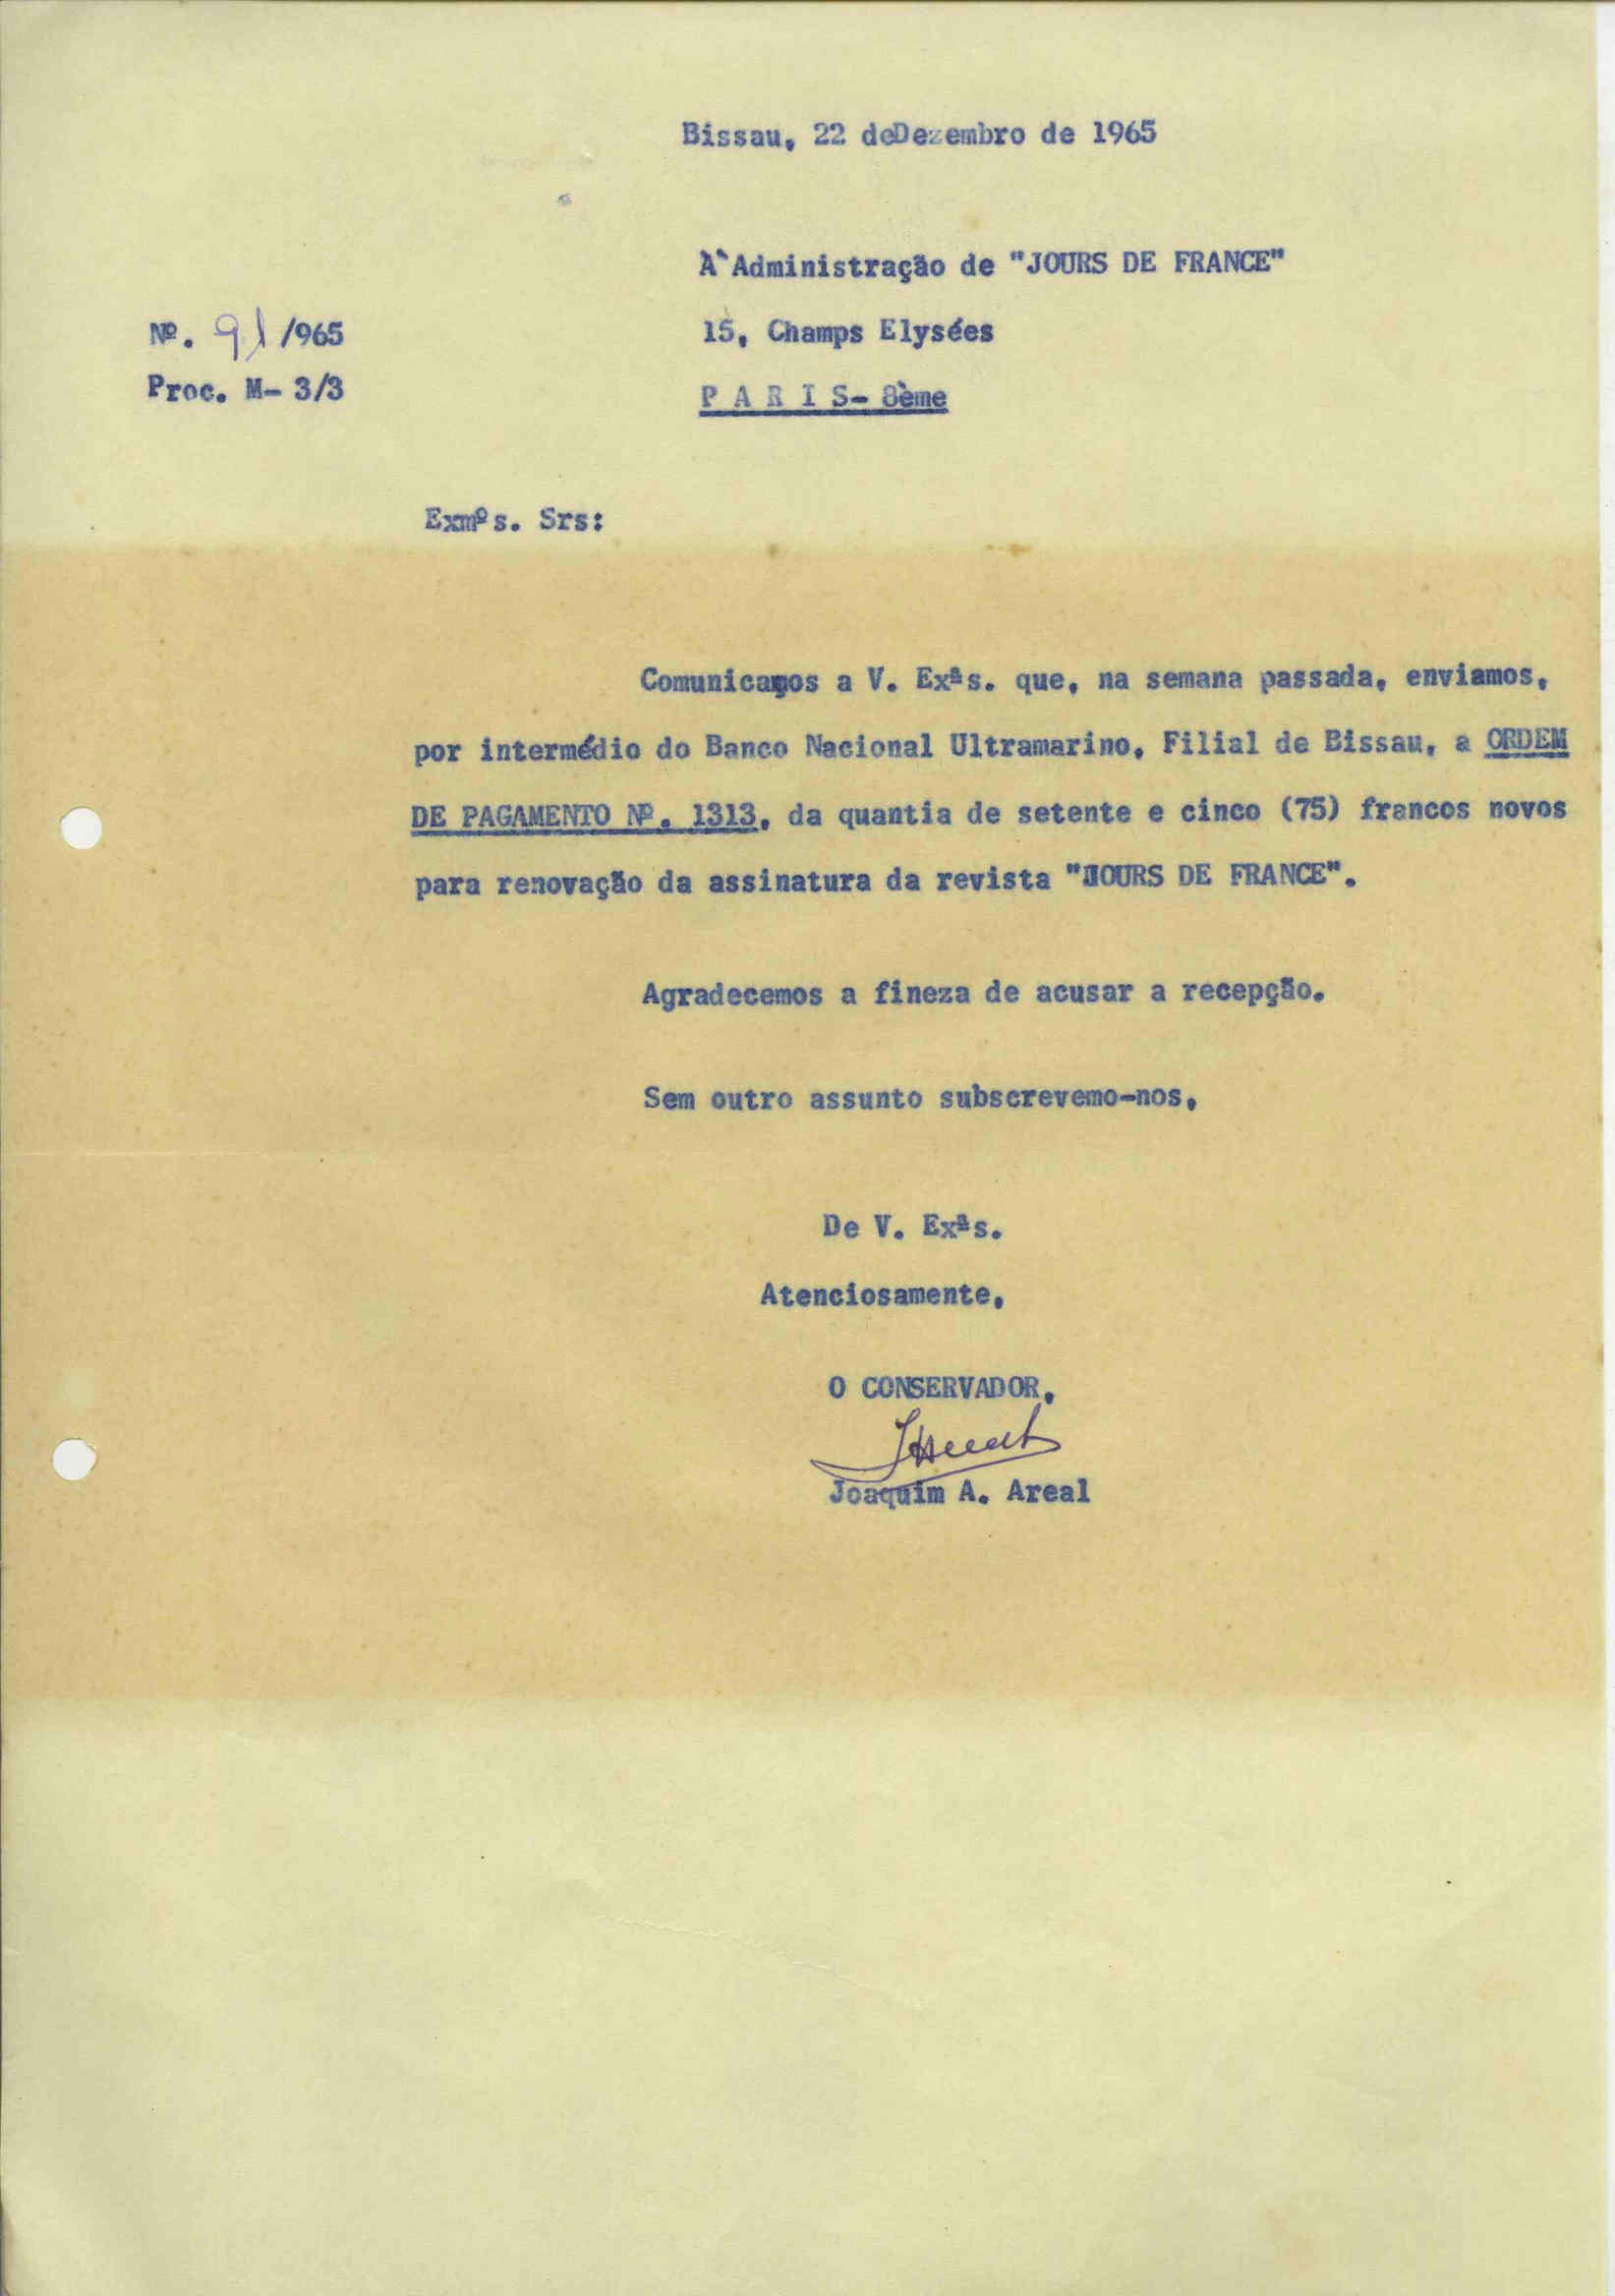 Bissau, 22 deDezembro de 1965
À Administração de "JOURS DE FRANCE"
Nº. 91/965
15, Champs Elysées
Proc. M- 3/3
P A R I S- 8ème
Exmºs. Srs:
Comunicamos a V. Exªs. que, na semana passada, enviamos,
por intermédio do Banco Nacional Ultramarino, Filial de Bissau, a ORDEM
DE PAGAMENTO Nº. 1313, da quantia de setente e cinco (75) francos novos
para renovação da assinatura da revista "JOURS DE FRANCE".
Agradecemos a fineza de acusar a recepção.
Sem outro assunto subscrevemo-nos,
De V. Exªs.
Atenciosamente,
O CONSERVADOR,
JAreal
Joaquim A. Areal